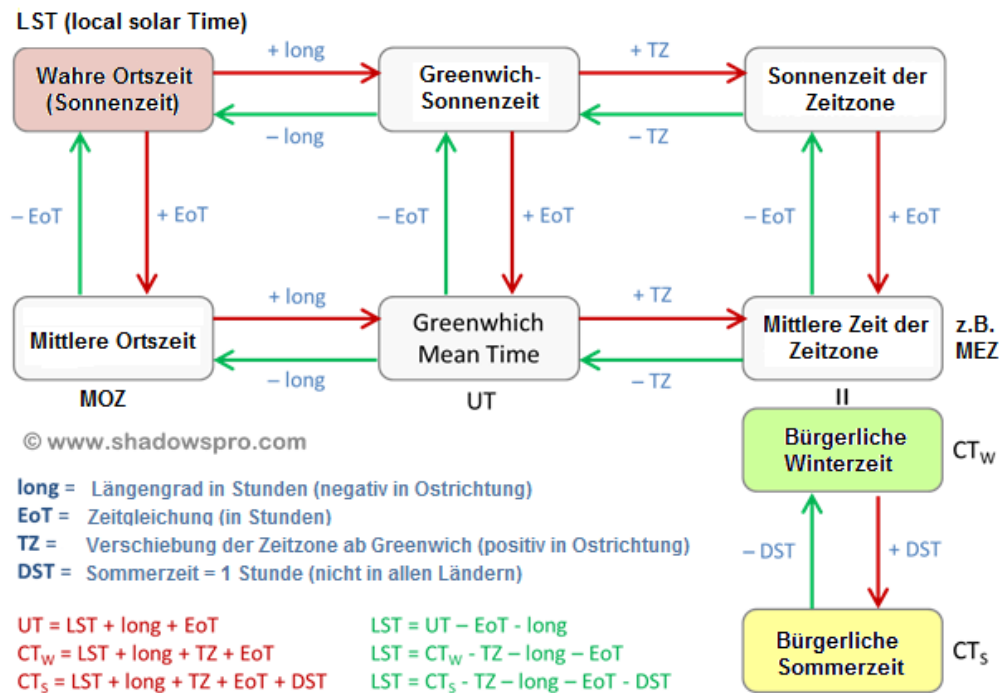 LST (local solar Time)
Wahre Ortszeit
(Sonnenzeit)
+ long
– long
Greenwich-
Sonnenzeit
+ TZ
– TZ
Sonnenzeit der
Zeitzone
– EoT
+ EoT
– EoT
+ EoT
– EoT
+ EoT
Mittlere Ortszeit
MOZ
+ long
– long
Greenwhich
Mean Time
UT
+ TZ
– TZ
Mittlere Zeit der
Zeitzone
z.B.
MEZ
II
© www.shadowspro.com
Bürgerliche
Winterzeit
CTW
– DST
+ DST
Bürgerliche
Sommerzeit
CTS
long = Längengrad in Stunden (negativ in Ostrichtung)
EoT = Zeitgleichung (in Stunden)
TZ = Verschiebung der Zeitzone ab Greenwich (positiv in Ostrichtung)
DST = Sommerzeit = 1 Stunde (nicht in allen Ländern)
UT = LST + long + EoT
CTW = LST + long + TZ + EoT
CTS = LST + long + TZ + EoT + DST
LST = UT – EoT - long
LST = CTW - TZ – long – EoT
LST = CTS - TZ – long – EoT - DST